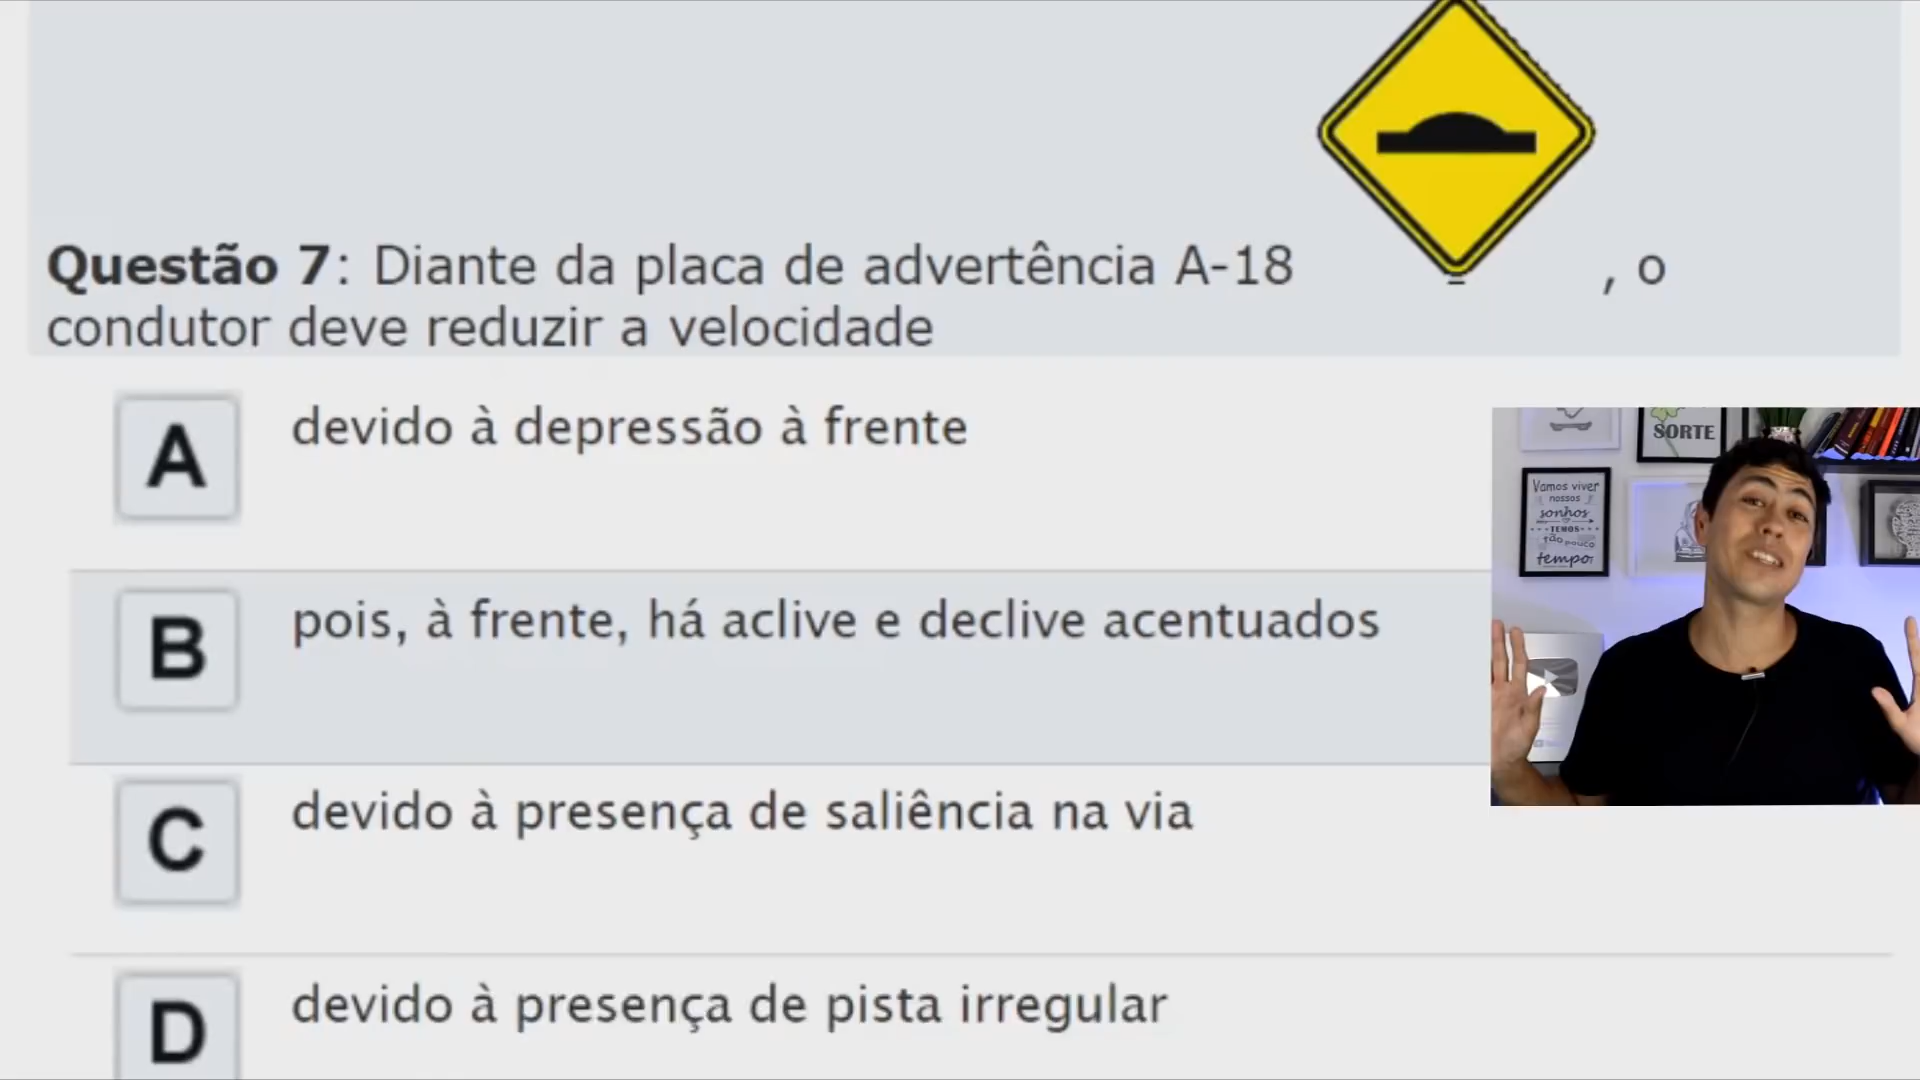 Questão 7: Diante da placa de advertência A-18 , o
condutor deve reduzir a velocidade
A devido à depressão à frente
B pois, à frente, há aclive e declive acentuados
C devido à presença de saliência na via
D devido à presença de pista irregular
SORTE
Vamos viver
nossos
sonhos
TEMOS
tão pouco
tempo